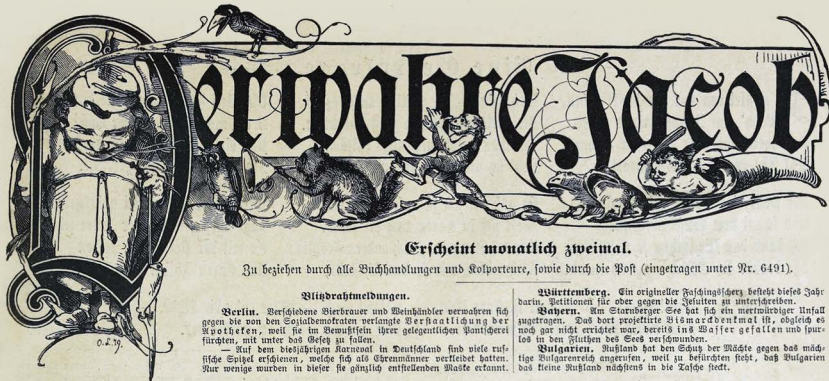 Der wahre Jacob
Erscheint monatlich zweimal.
Zu beziehen durch alle Buchhandlungen und Kolporteure, sowie durch die Post (eingetragen unter Nr. 6491).
Blitzdrahtmeldungen.
Berlin. Verschiedene Bierbrauer und Weinhändler verwahren sich
gegen die von den Sozialdemokraten verlangte Verstaatlichung der
Apotheken, weil sie im Bewußtsein ihrer gelegentlichen Pantscherei
fürchten, mit unter das Gesetz zu fallen.
— Auf dem diesjährigen Karneval in Deutschland sind viele rus-
sische Spitzel erschienen, welche sich als Ehrenmänner verkleidet hatten.
Nur wenige wurden in dieser sie gänzlich entstellenden Maske erkannt.
Württemberg. Ein origineller Faschingsscherz besteht dieses Jahr
darin, Petitionen für oder gegen die Jesuiten zu unterschreiben.
Bayern. Am Starnberger See hat sich ein merkwürdiger Unfall
zugetragen. Das dort projektirte Bismarckdenkmal ist, obgleich es
noch gar nicht errichtet war, bereits ins Wasser gefallen und spur-
los in den Fluthen des Sees verschwunden.
Bulgarien. Rußland hat den Schutz der Mächte gegen das mäch-
tige Bulgarenreich angerufen, weil zu befürchten steht, daß Bulgarien
das kleine Rußland nächstens in die Tasche steckt.